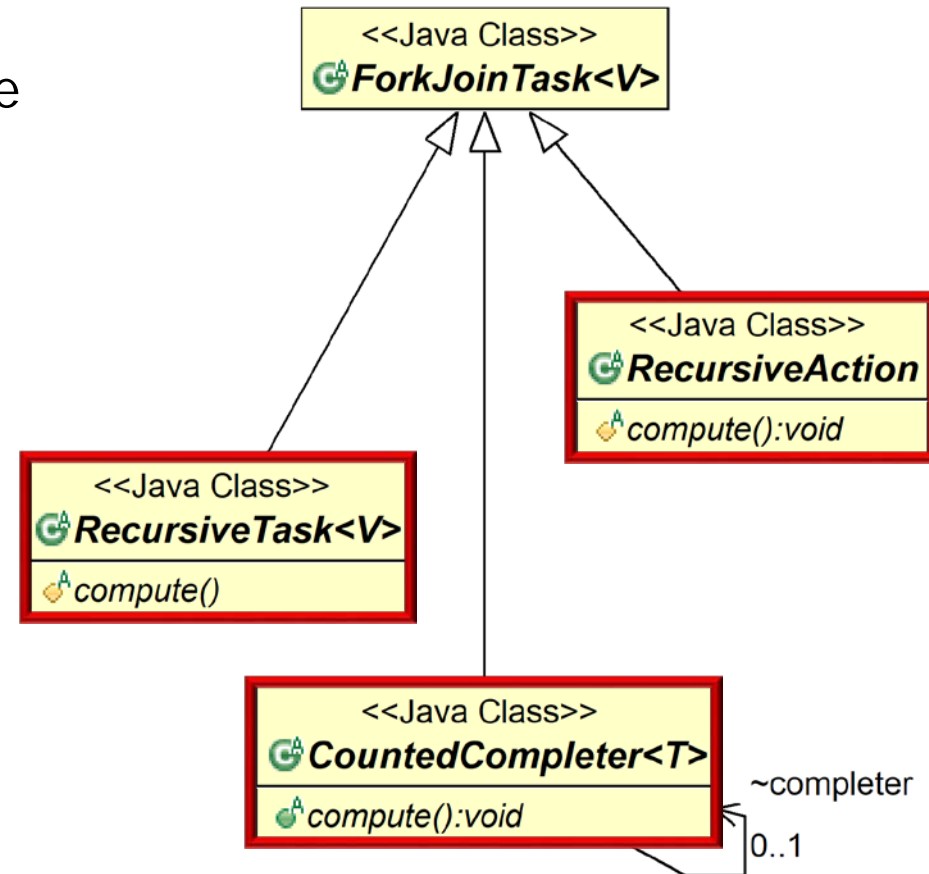 <<Java Class>>
ForkJoinTask<V>
e
<<Java Class>>
RecursiveAction
compute():void
<<Java Class>>
RecursiveTask<V>
compute()
<<Java Class>>
CountedCompleter<T>
compute():void
~completer
0..1